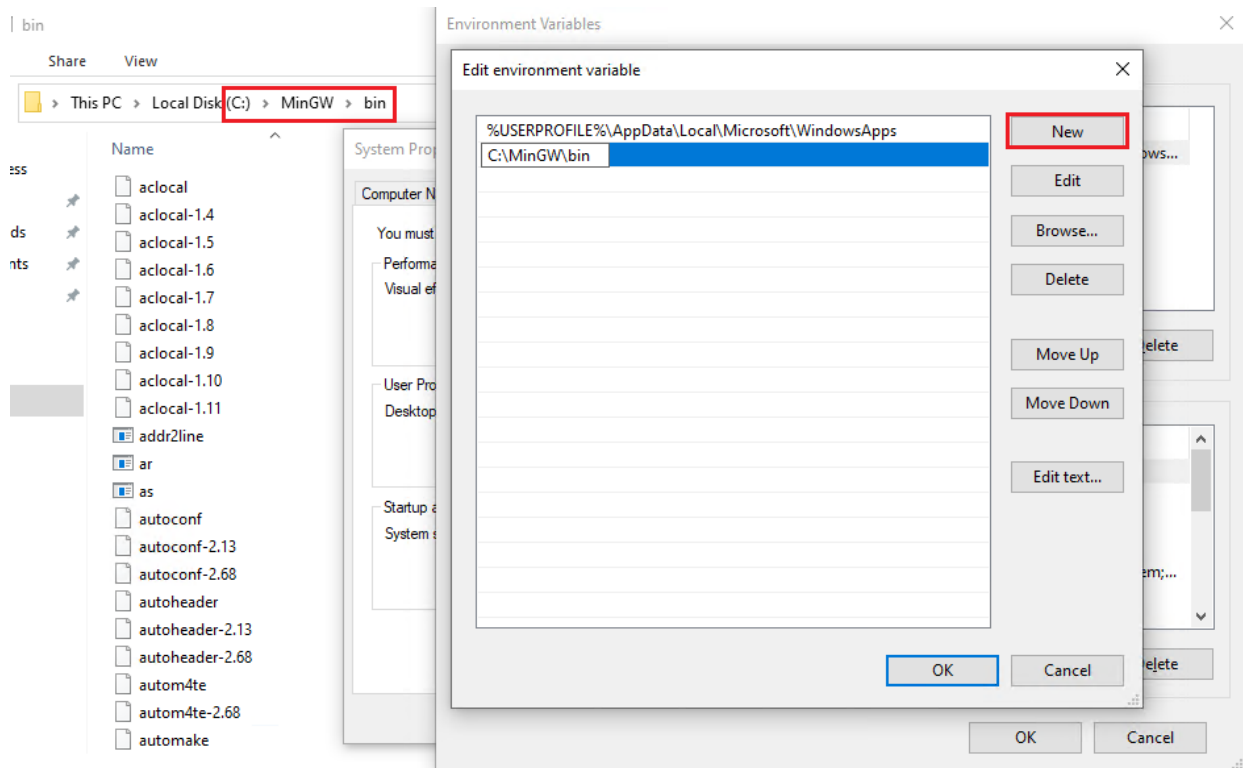 bin
Share View
This PC > Local Disk (C:) > MinGW > bin
Name
ess
ds
nts
aclocal
aclocal-1.4
aclocal-1.5
aclocal-1.6
aclocal-1.7
aclocal-1.8
aclocal-1.9
aclocal-1.10
aclocal-1.11
addr2line
ar
as
autoconf
autoconf-2.13
autoconf-2.68
autoheader
autoheader-2.13
autoheader-2.68
autom4te
autom4te-2.68
automake
System Prop
Computer N
You must
Performa
Visual ef
User Pro
Desktop
Startup a
System s
Environment Variables
Edit environment variable
%USERPROFILE%\AppData\Local\Microsoft\WindowsApps
C:\MinGW\bin
New
Edit
Browse...
Delete
Move Up
Move Down
Edit text...
OK Cancel
ows...
elete
em;...
elete
OK Cancel